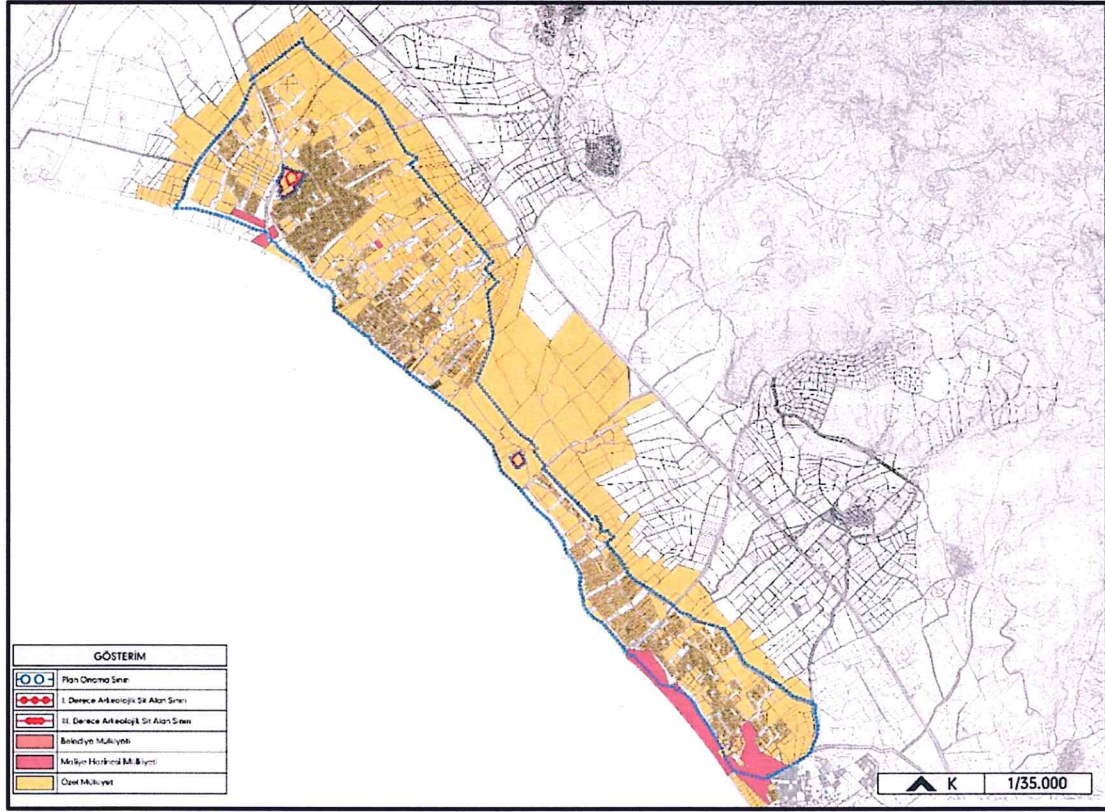 GÖSTERİM
Plan Onama Sınırı
I. Derece Arkeolojik Sit Alan Sınırı
III. Derece Arkeolojik Sit Alan Sınırı
Belediye Mülkiyeti
Maliye Hazinesi Mülkiyeti
Özel Mülkiyet
K
1/35.000